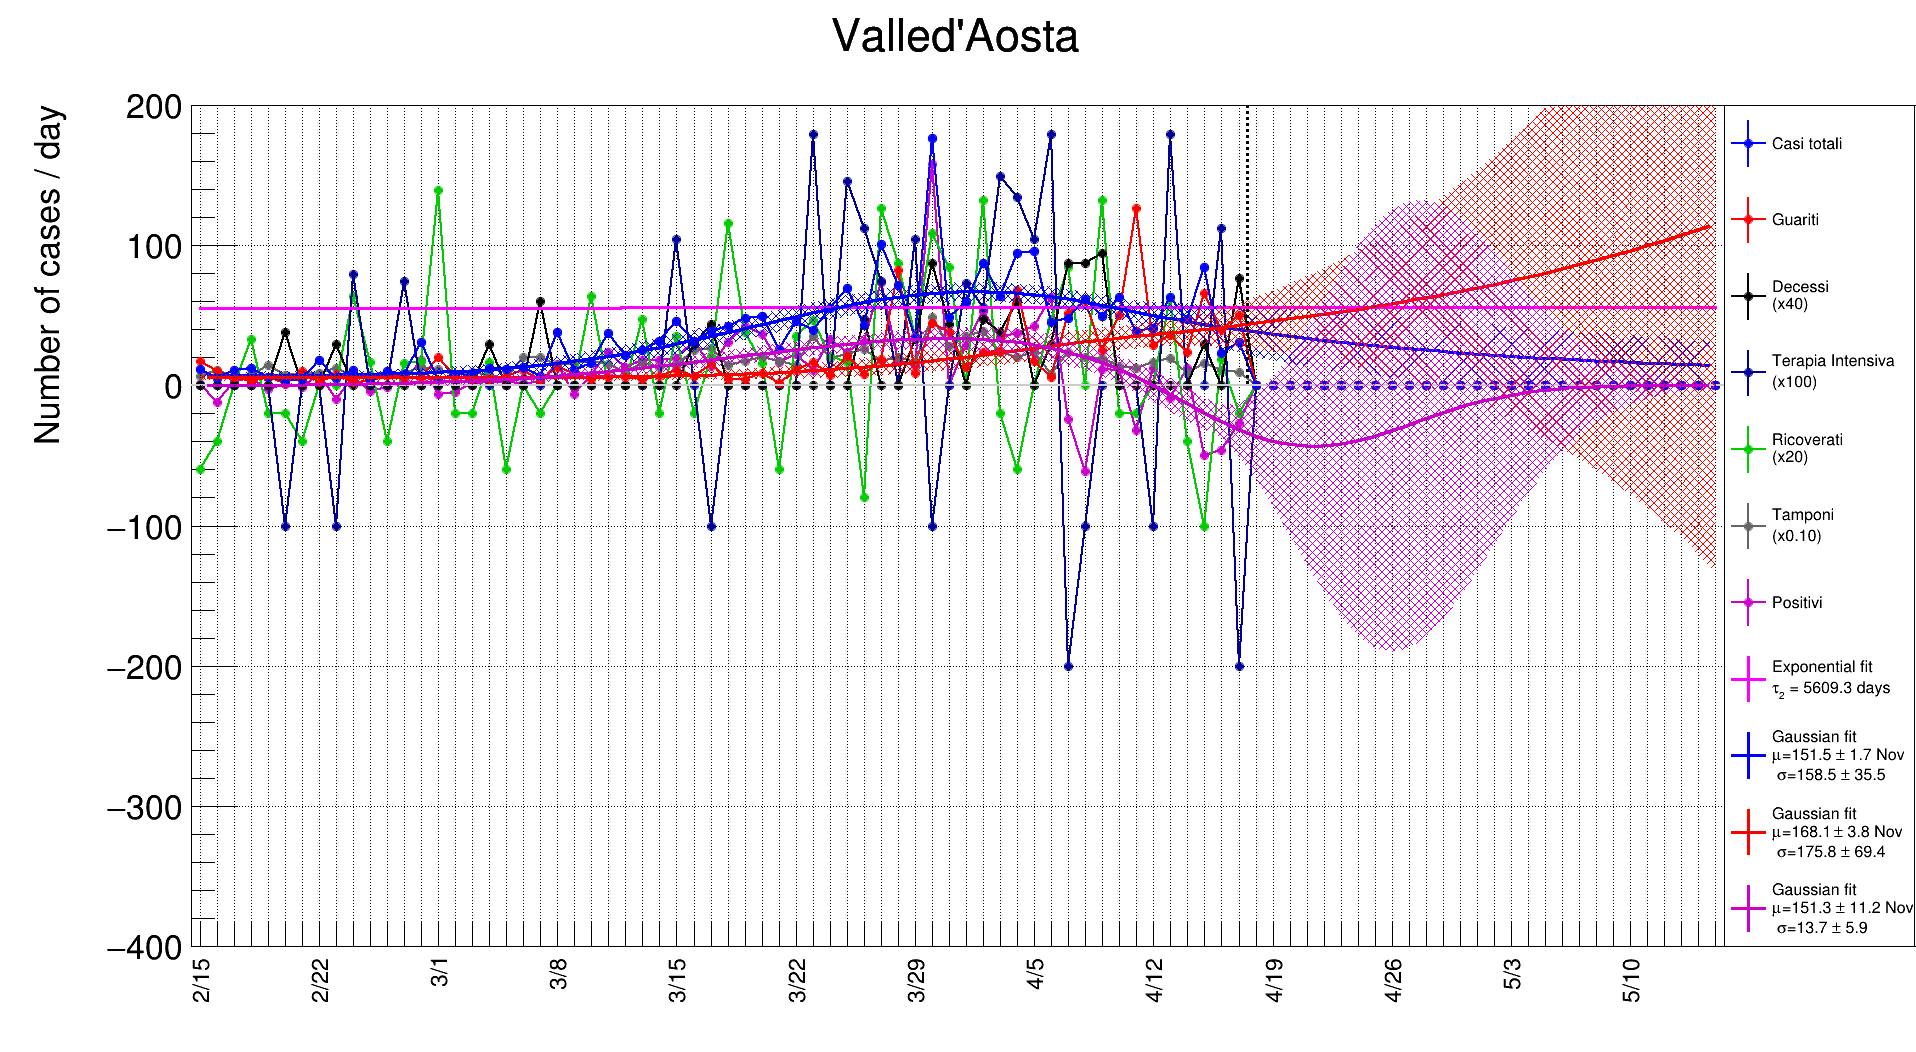 Valled'Aosta
Number of cases / day
200
100
0
−100
−200
−300
−400
2/15
2/22
3/1
3/8
3/15
3/22
3/29
4/5
4/12
4/19
4/26
5/3
5/10
Casi totali
Guariti
Decessi
(x40)
Terapia Intensiva
(x100)
Ricoverati
(x20)
Tamponi
(x0.10)
Positivi
Exponential fit
τ2 = 5609.3 days
Gaussian fit
μ=151.5 ± 1.7 Nov
σ=158.5 ± 35.5
Gaussian fit
μ=168.1 ± 3.8 Nov
σ=175.8 ± 69.4
Gaussian fit
μ=151.3 ± 11.2 Nov
σ=13.7 ± 5.9